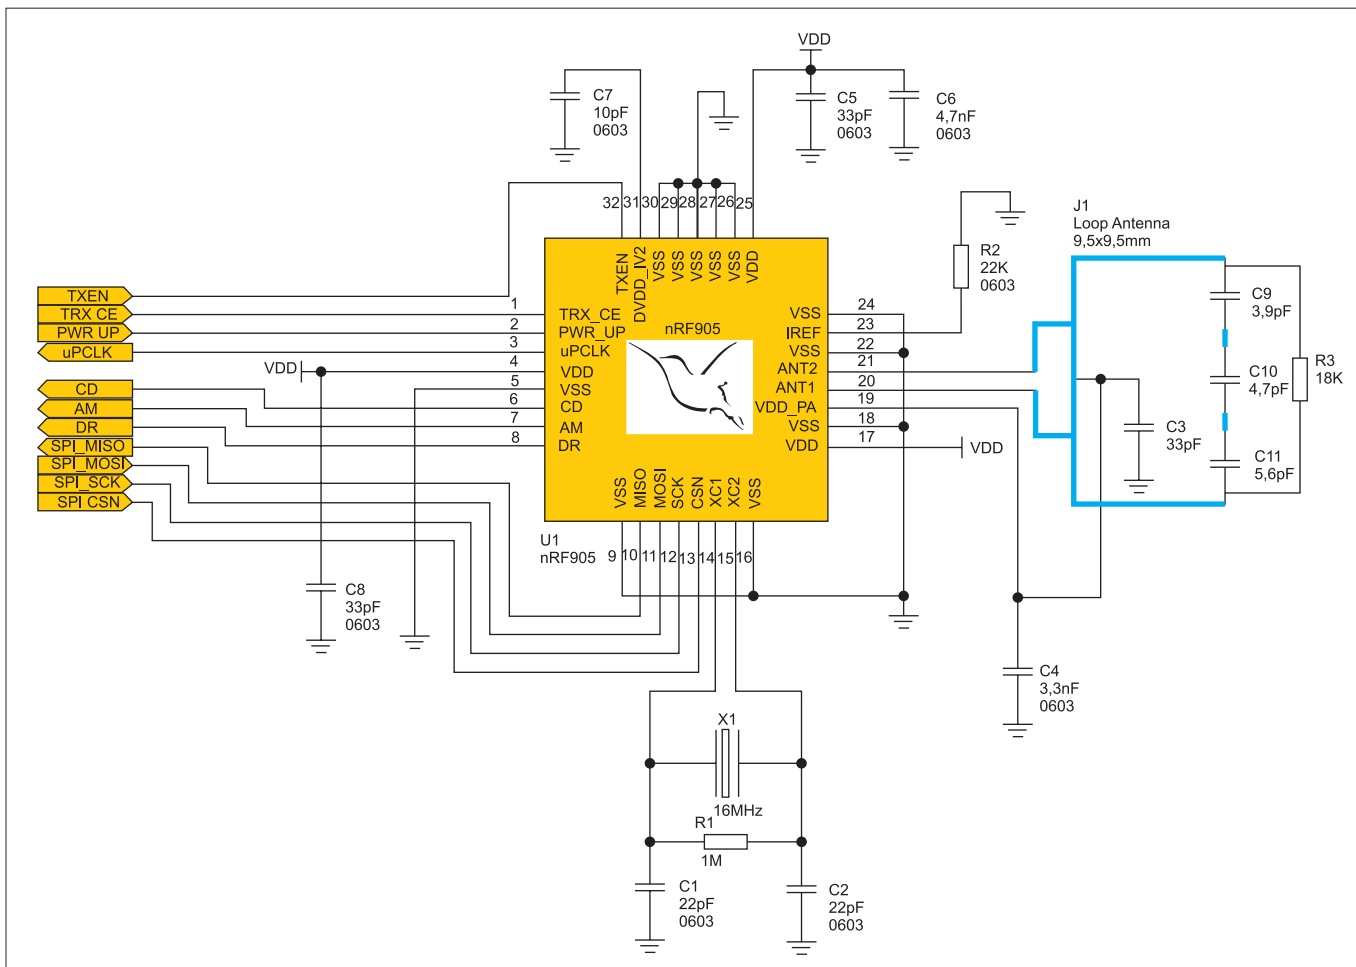 VDD
C7
10pF
0603
C5
33pF
0603
C6
4,7nF
0603
32
31
30
29
28
27
26
25
J1
Loop Antenna
9,5x9,5mm
R2
22K
0603
TXEN
DVDD_IV2
VSS
VSS
VSS
VSS
VSS
VDD
TXEN
TRX CE
PWR UP
uPCLK
CD
AM
DR
SPI_MISO
SPI_MOSI
SPI_SCK
SPI CSN
VDD
1
2
3
4
5
6
7
8
TRX_CE
PWR_UP
uPCLK
VDD
VSS
CD
AM
DR
nRF905
VSS
IREF
VSS
ANT2
ANT1
VDD_PA
VSS
VDD
24
23
22
21
20
19
18
17
VDD
C9
3,9pF
C10
4,7pF
R3
18K
C3
33pF
C11
5,6pF
VSS
MISO
MOSI
SCK
CSN
XC1
XC2
VSS
U1
nRF905
9
10
11
12
13
14
15
16
C8
33pF
0603
C4
3,3nF
0603
X1
16MHz
R1
1M
C1
22pF
0603
C2
22pF
0603